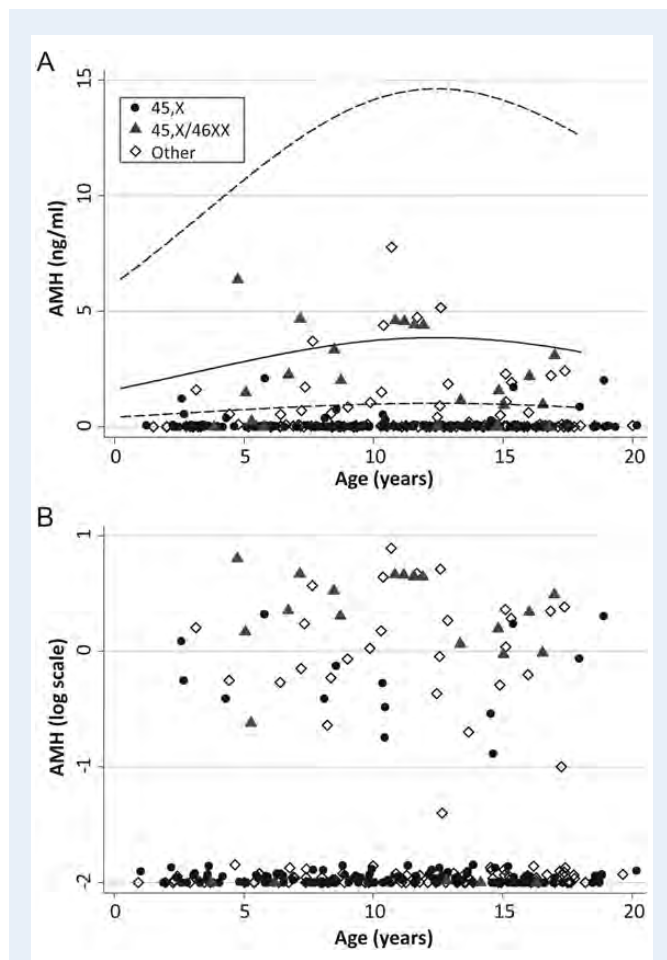 A
15
10
5
0
AMH (ng/ml)
45,X
45,X/46XX
Other
0 5 10 15 20
Age (years)
B
1
0
-1
-2
AMH (log scale)
0 5 10 15 20
Age (years)